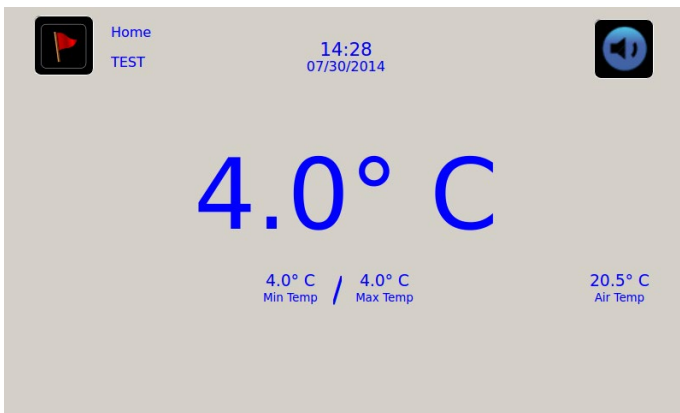 Home
TEST
14:28
07/30/2014
4.0° C
4.0° C / 4.0° C
Min Temp Max Temp
20.5° C
Air Temp